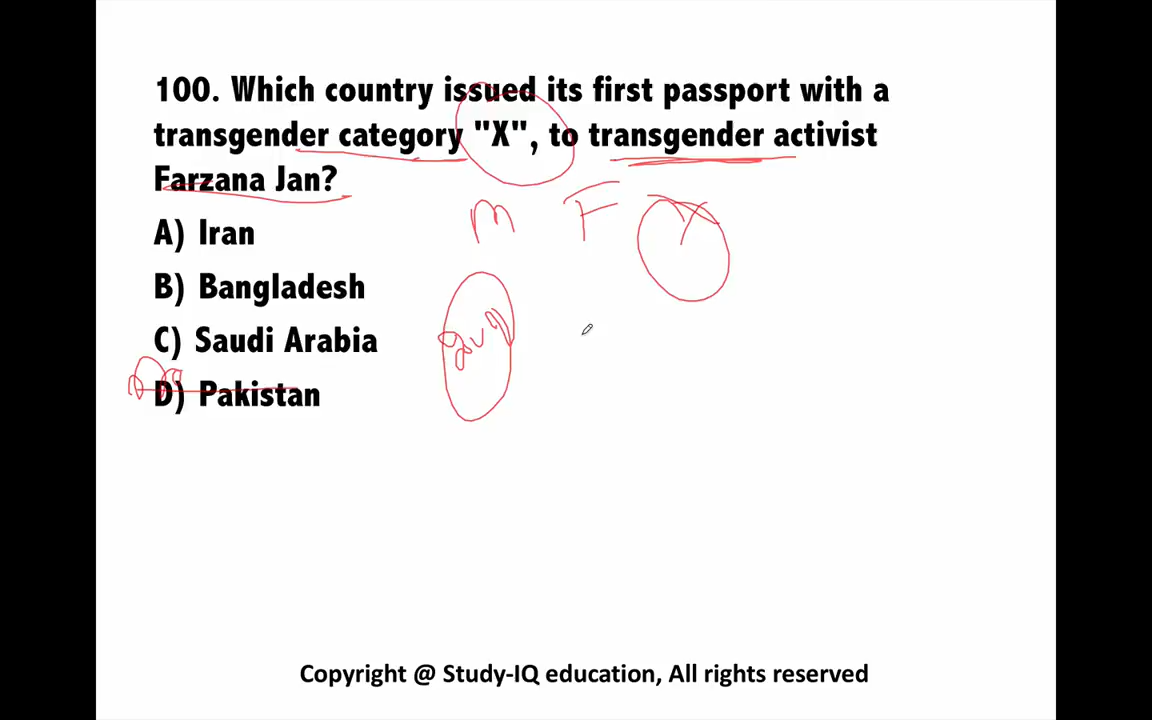 100. Which country issued its first passport with a
transgender category "X", to transgender activist
Farzana Jan?
M F X
A) Iran
B) Bangladesh
C) Saudi Arabia
D) Pakistan
Copyright @ Study-IQ education, All rights reserved